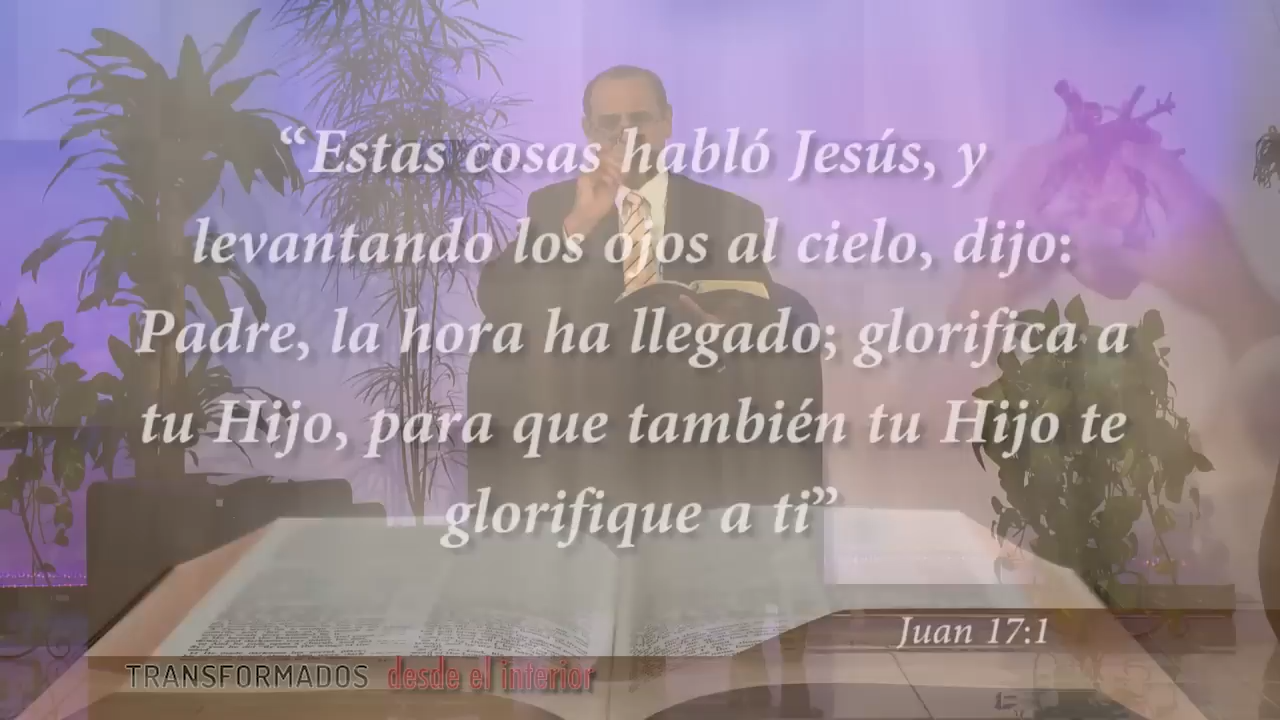 “Estas cosas habló Jesús, y
levantando los ojos al cielo, dijo:
Padre, la hora ha llegado; glorifica a
tu Hijo, para que también tu Hijo te
glorifique a ti”
Juan 17:1
TRANSFORMADOS desde el interior